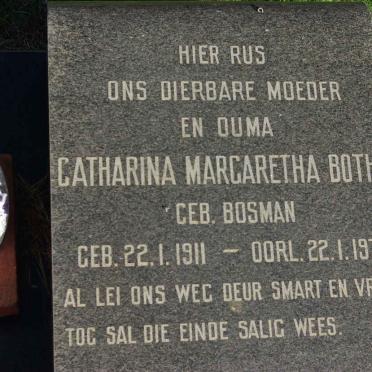 HIER RUS
ONS DIERBARE MOEDER
EN OUMA
CATHARINA MARGARETHA BOTH
GEB. BOSMAN
GEB. 22.1.1911 – OORL. 22.1.19
AL LEI ONS WEG DEUR SMART EN VR
TOG SAL DIE EINDE SALIG WEES.